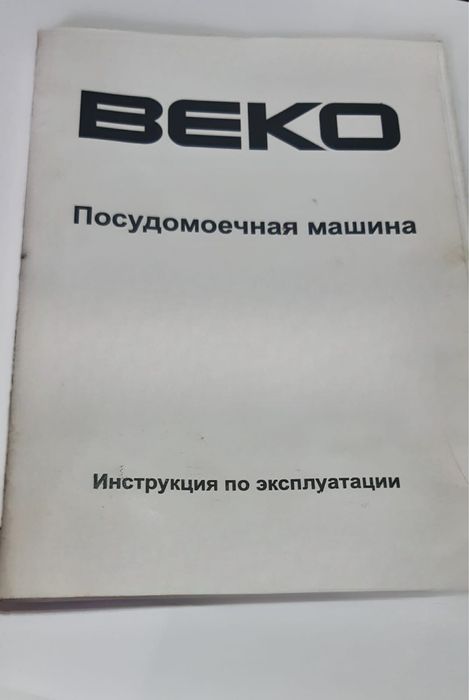 BEKO
Посудомоечная машина
Инструкция по эксплуатации